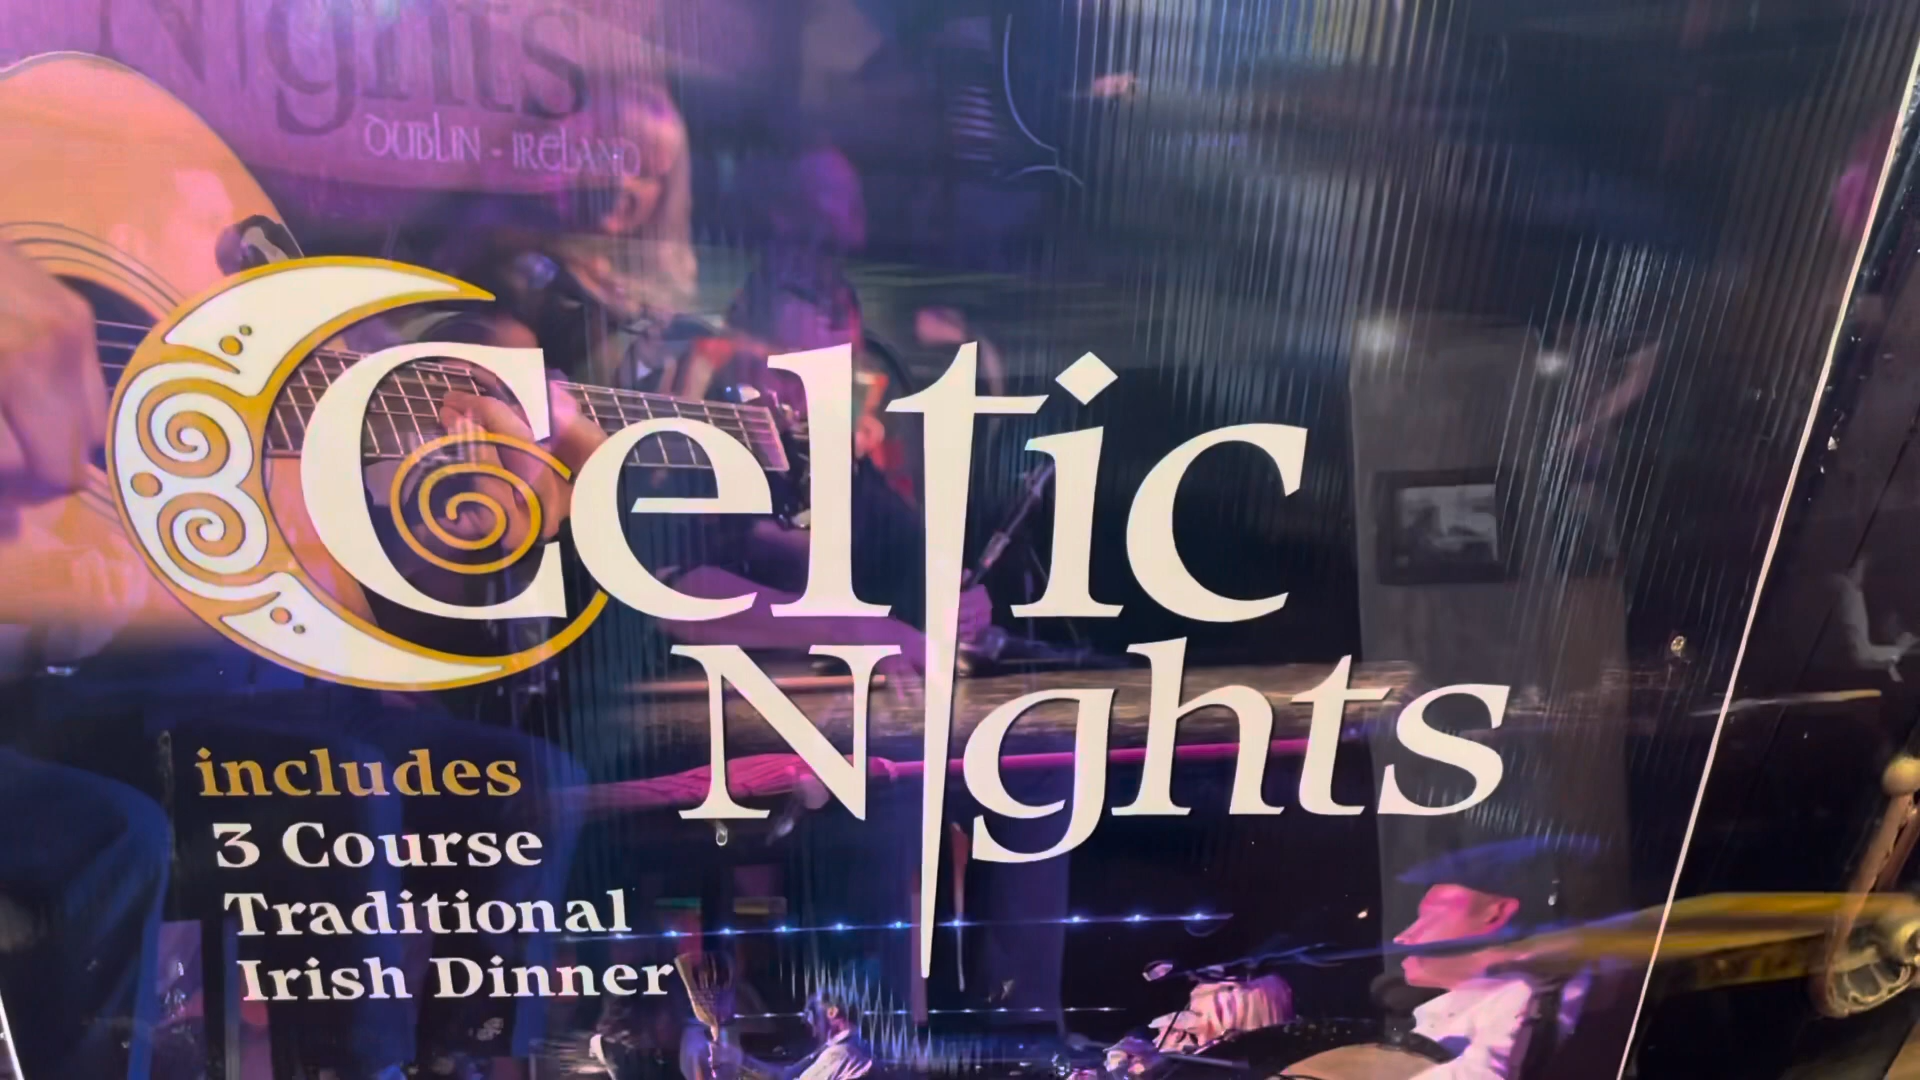 Nights
DUBLIN - IRELAND
Celtic
Nights
includes
3 Course
Traditional
Irish Dinner